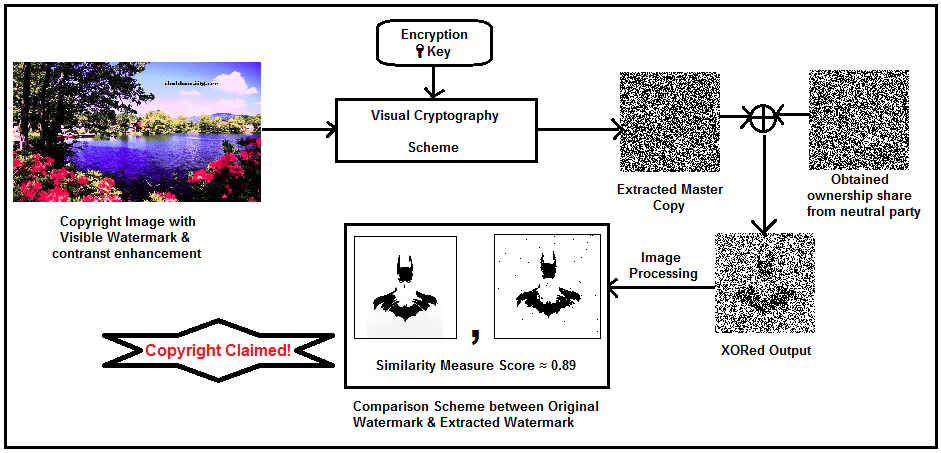 Encryption
Key
Visual Cryptography
Scheme
Extracted Master
Copy
Obtained
ownership share
from neutral party
Copyright Image with
Visible Watermark &
contranst enhancement
Image
Processing
XORed Output
,
Similarity Measure Score ≈ 0.89
Copyright Claimed!
Comparison Scheme between Original
Watermark & Extracted Watermark